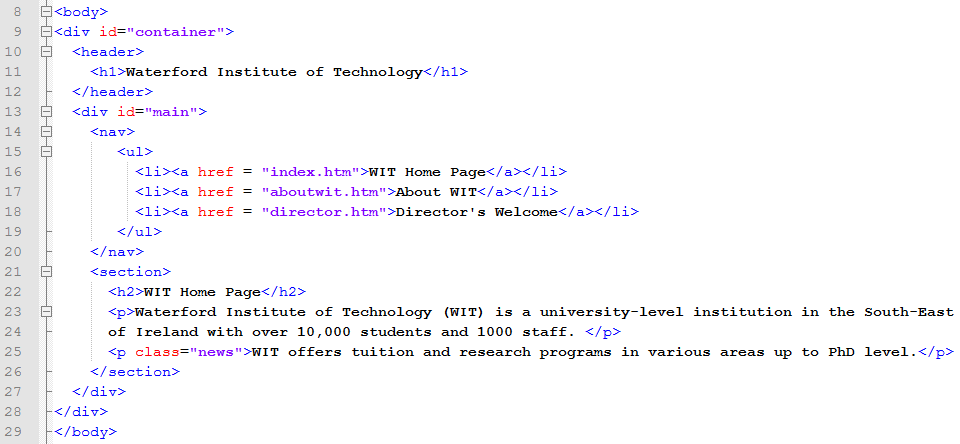 8 <body>
9 <div id="container">
10 <header>
11 <h1>Waterford Institute of Technology</h1>
12 </header>
13 <div id="main">
14 <nav>
15 <ul>
16 <li><a href = "index.htm">WIT Home Page</a></li>
17 <li><a href = "aboutwit.htm">About WIT</a></li>
18 <li><a href = "director.htm">Director's Welcome</a></li>
19 </ul>
20 </nav>
21 <section>
22 <h2>WIT Home Page</h2>
23 <p>Waterford Institute of Technology (WIT) is a university-level institution in the South-East
24 of Ireland with over 10,000 students and 1000 staff. </p>
25 <p class="news">WIT offers tuition and research programs in various areas up to PhD level.</p>
26 </section>
27 </div>
28 </div>
29 </body>